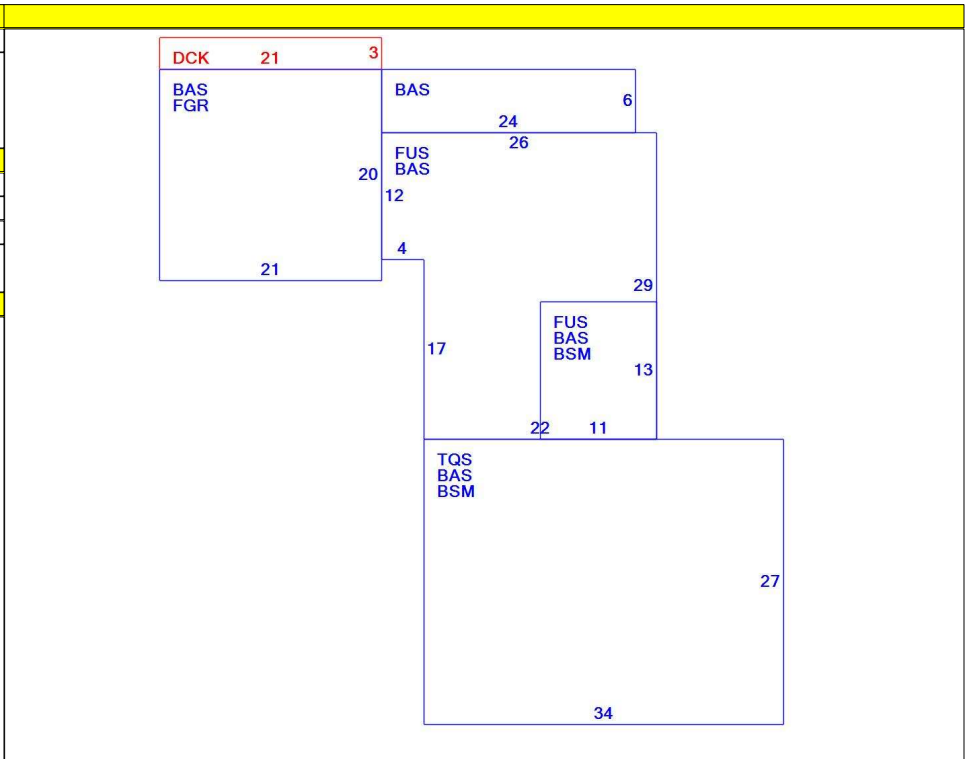 DCK 21 3
BAS
FGR
BAS
6
24
26
FUS
BAS
20
12
4
21
29
FUS
BAS
BSM
17
13
22 11
TQS
BAS
BSM
27
34